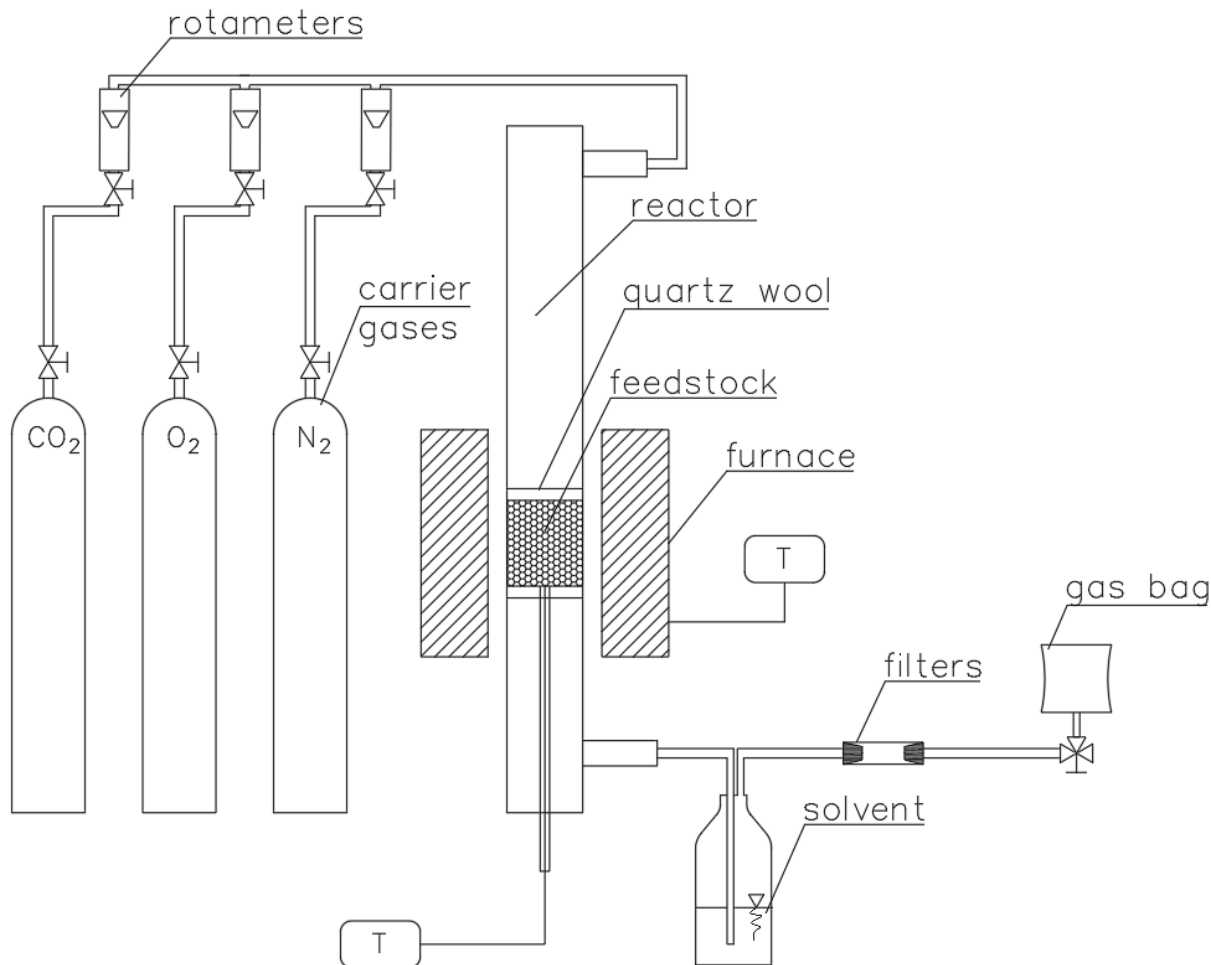 rotameters
reactor
quartz wool
carrier
gases
feedstock
CO₂
O₂
N₂
furnace
T
gas bag
filters
solvent
T